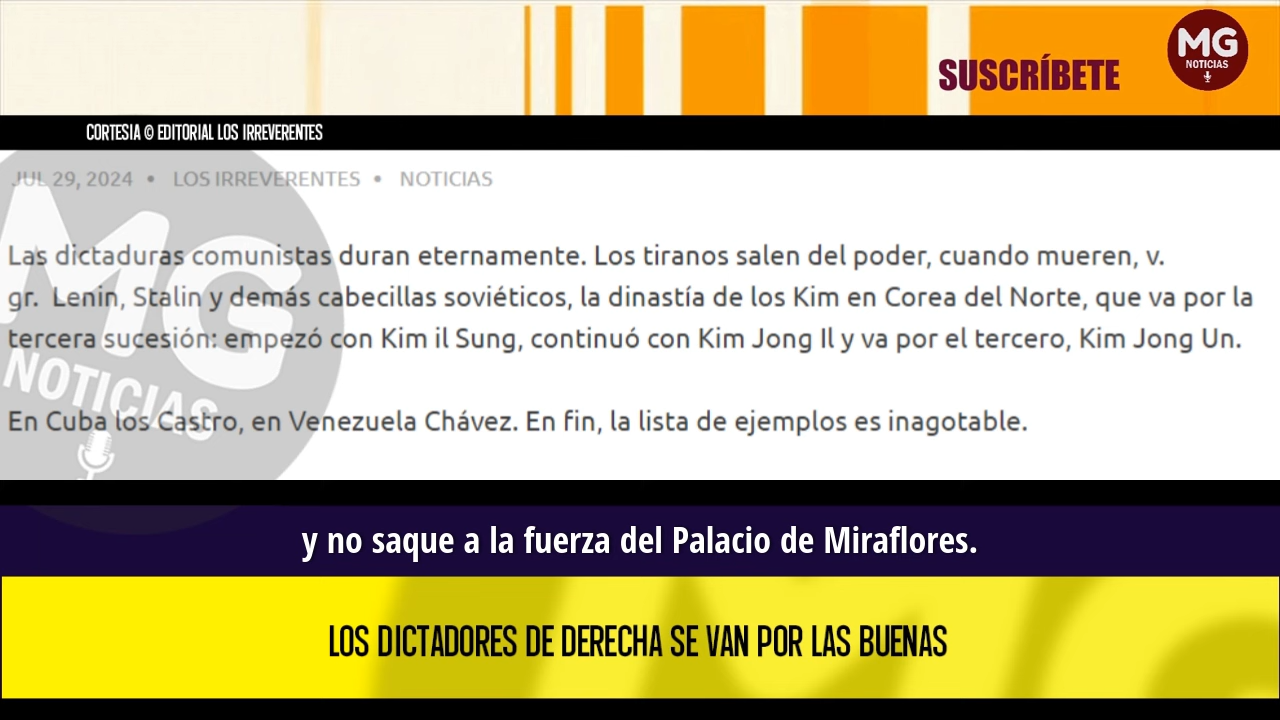 SUSCRÍBETE
MG
NOTICIAS
CORTESIA © EDITORIAL LOS IRREVERENTES
JUL 29, 2024 • LOS IRREVERENTES • NOTICIAS
Las dictaduras comunistas duran eternamente. Los tiranos salen del poder, cuando mueren, v.
gr. Lenin, Stalin y demás cabecillas soviéticos, la dinastía de los Kim en Corea del Norte, que va por la
tercera sucesión: empezó con Kim il Sung, continuó con Kim Jong Il y va por el tercero, Kim Jong Un.
En Cuba los Castro, en Venezuela Chávez. En fin, la lista de ejemplos es inagotable.
MG
NOTICIAS
y no saque a la fuerza del Palacio de Miraflores.
LOS DICTADORES DE DERECHA SE VAN POR LAS BUENAS